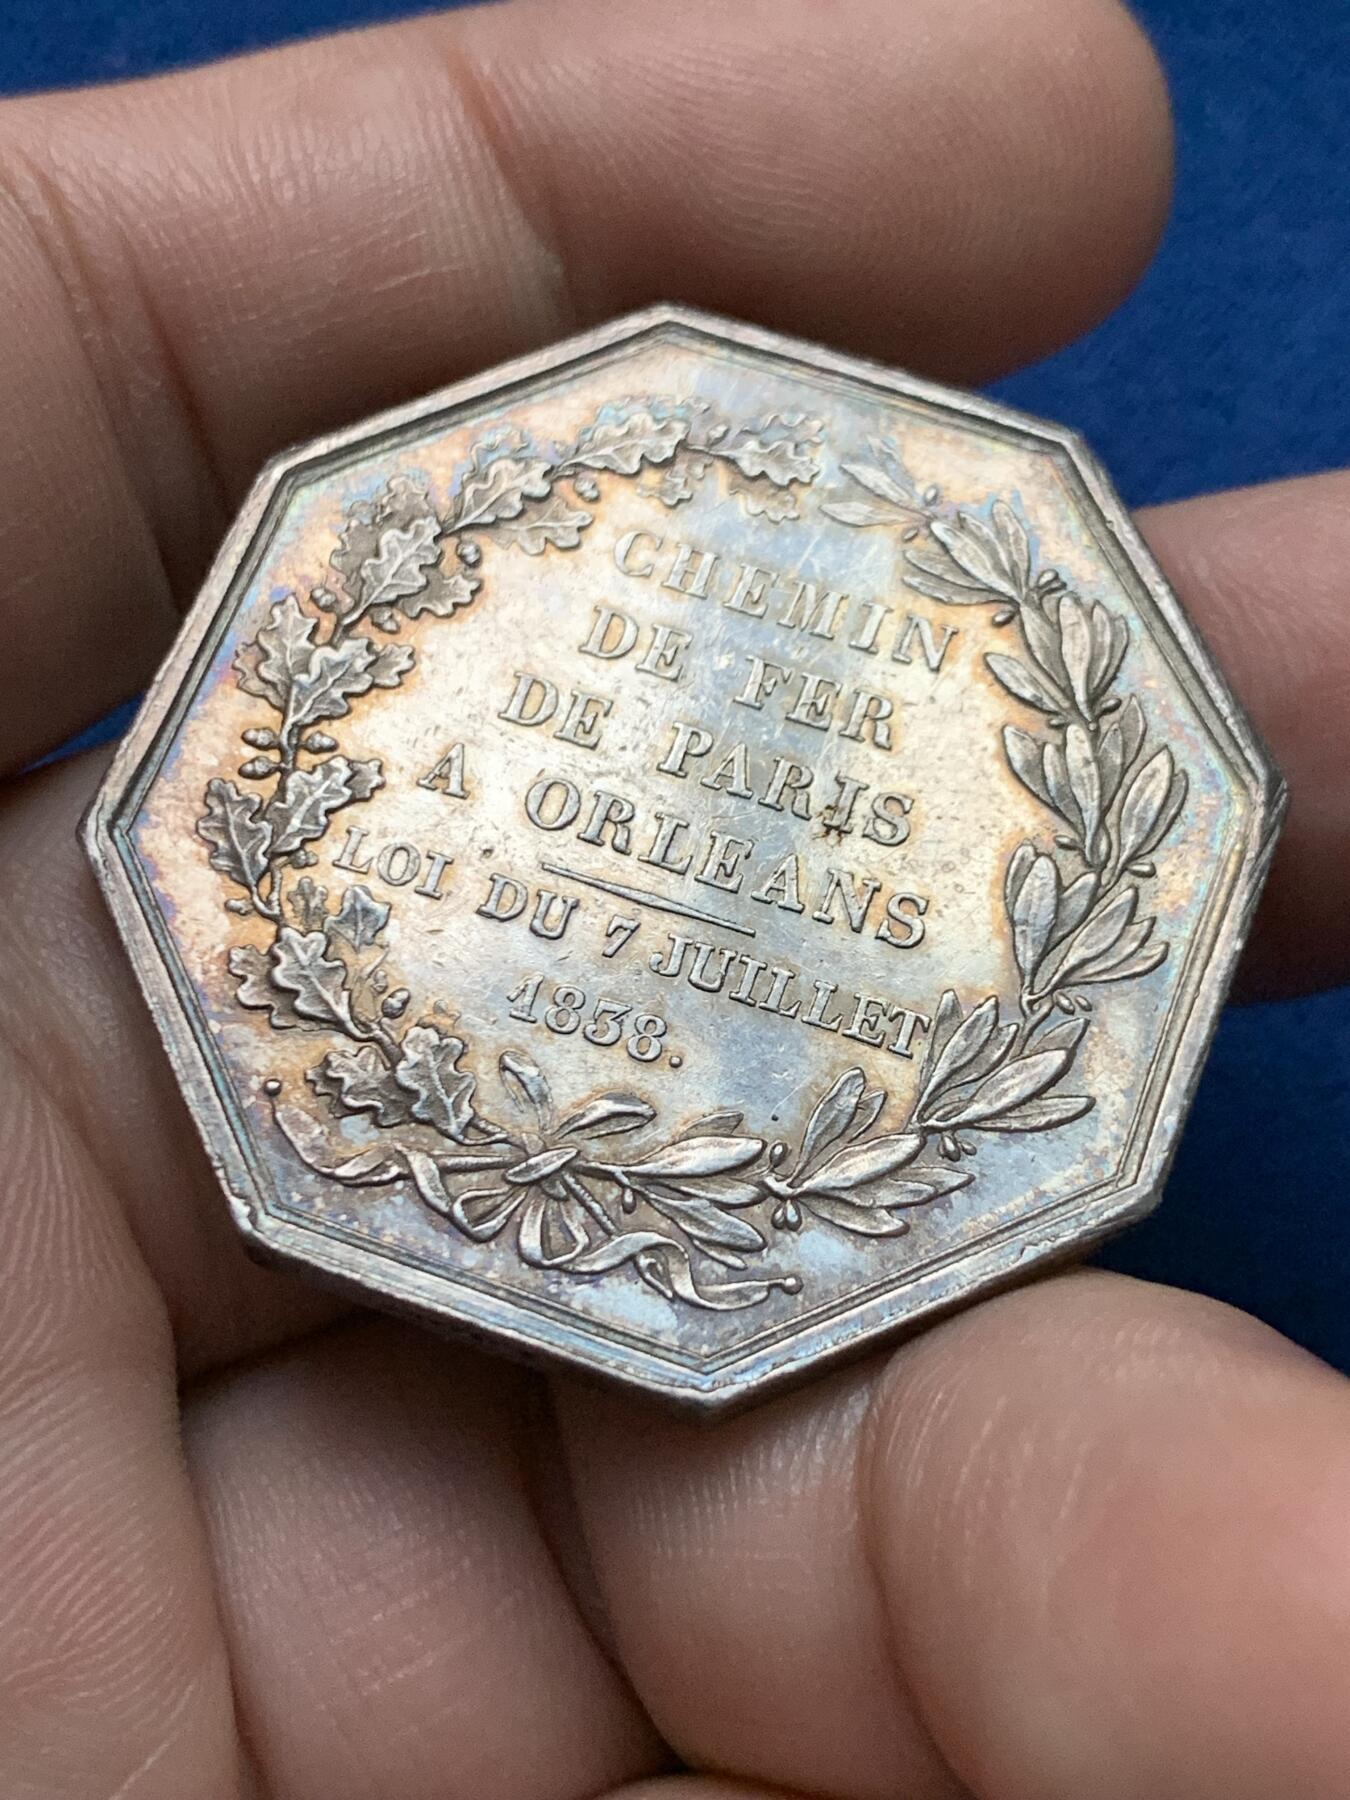 CHEMIN
DE FER
DE PARIS
A ORLEANS
LOI DU 7 JUILLET
1838.